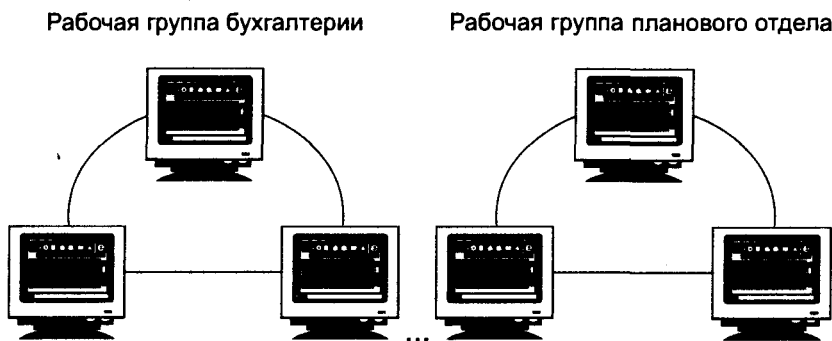 Рабочая группа бухгалтерии
Рабочая группа планового отдела
...